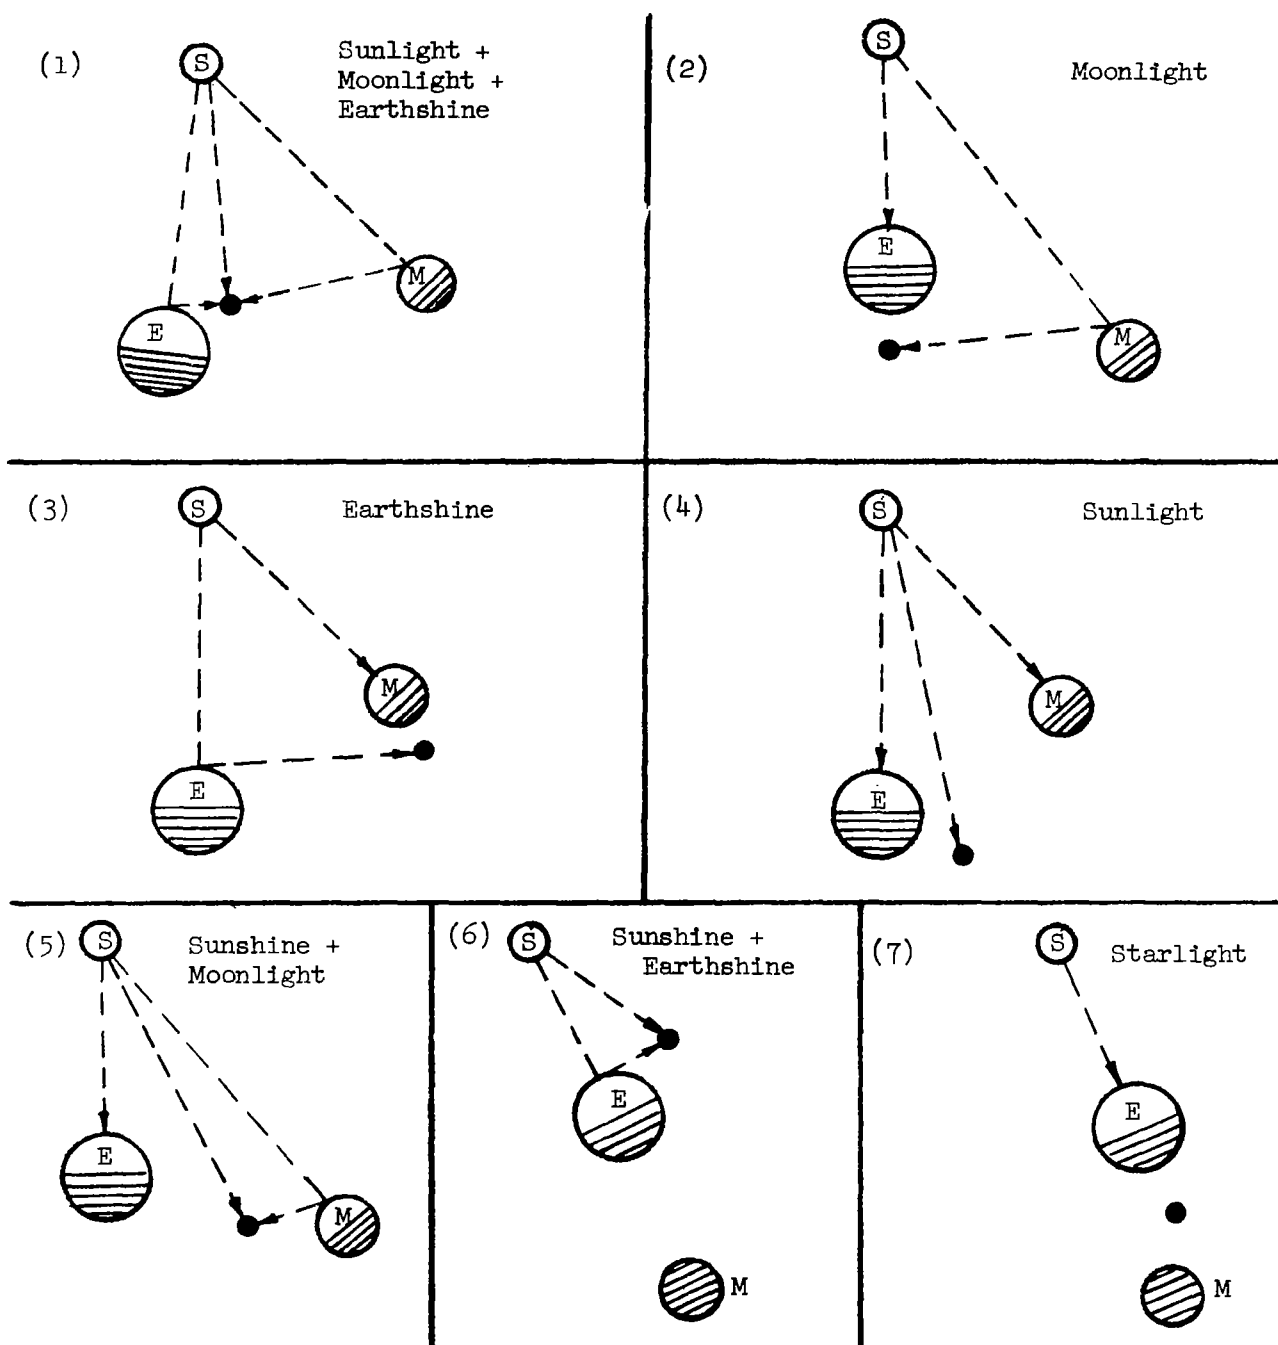 (1)
S
Sunlight +
Moonlight +
Earthshine
M
E
(2)
S
Moonlight
E
M
(3)
S
Earthshine
M
E
(4)
S
Sunlight
M
E
(5)
S
Sunshine +
Moonlight
E
M
(6)
S
Sunshine +
Earthshine
E
M
(7)
S
Starlight
E
M